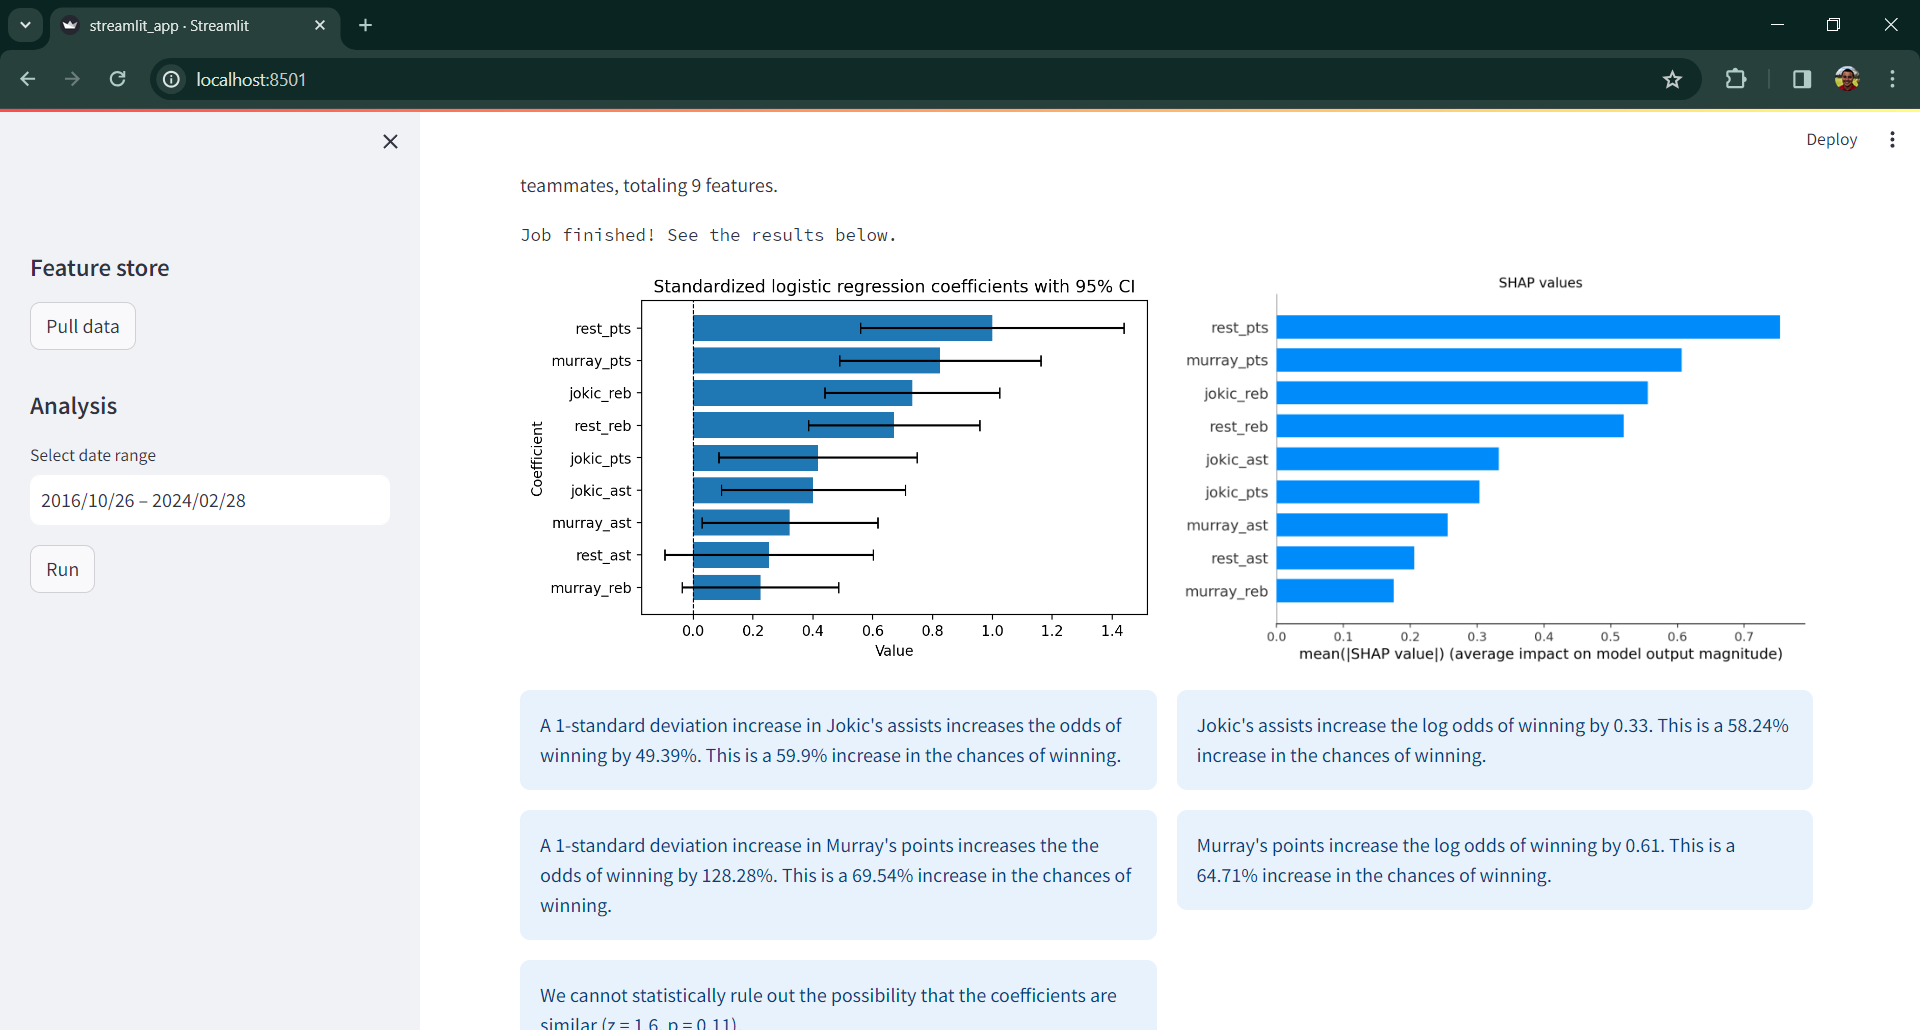 streamlit_app · Streamlit
localhost:8501
Deploy
Feature store
Pull data
Analysis
Select date range
2016/10/26 – 2024/02/28
Run
teammates, totaling 9 features.
Job finished! See the results below.
Standardized logistic regression coefficients with 95% CI
Coefficient
rest_pts
murray_pts
jokic_reb
rest_reb
jokic_pts
jokic_ast
murray_ast
rest_ast
murray_reb
0.0 0.2 0.4 0.6 0.8 1.0 1.2 1.4
Value
SHAP values
rest_pts
murray_pts
jokic_reb
rest_reb
jokic_ast
jokic_pts
murray_ast
rest_ast
murray_reb
0.0 0.1 0.2 0.3 0.4 0.5 0.6 0.7
mean(|SHAP value|) (average impact on model output magnitude)
A 1-standard deviation increase in Jokic's assists increases the odds of
winning by 49.39%. This is a 59.9% increase in the chances of winning.
Jokic's assists increase the log odds of winning by 0.33. This is a 58.24%
increase in the chances of winning.
A 1-standard deviation increase in Murray's points increases the the
odds of winning by 128.28%. This is a 69.54% increase in the chances of
winning.
Murray's points increase the log odds of winning by 0.61. This is a
64.71% increase in the chances of winning.
We cannot statistically rule out the possibility that the coefficients are
similar (z = 1.6, p = 0.11)